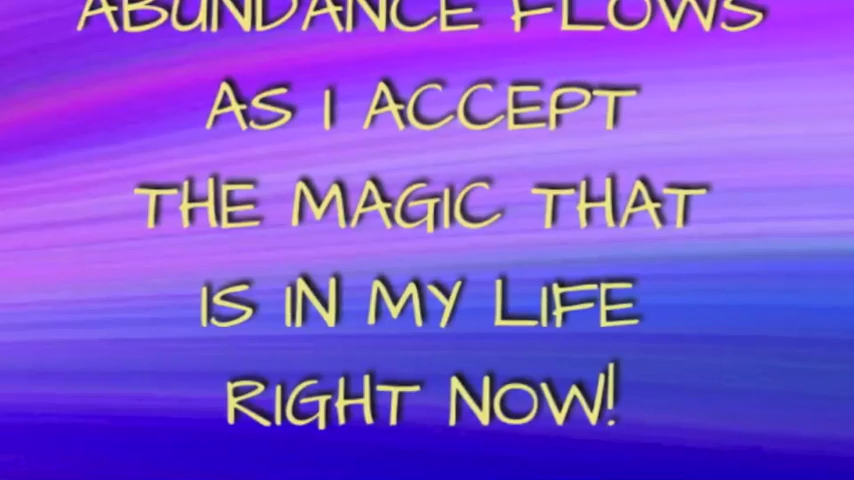 ABUNDANCE FLOWS
AS I ACCEPT
THE MAGIC THAT
IS IN MY LIFE
RIGHT NOW!